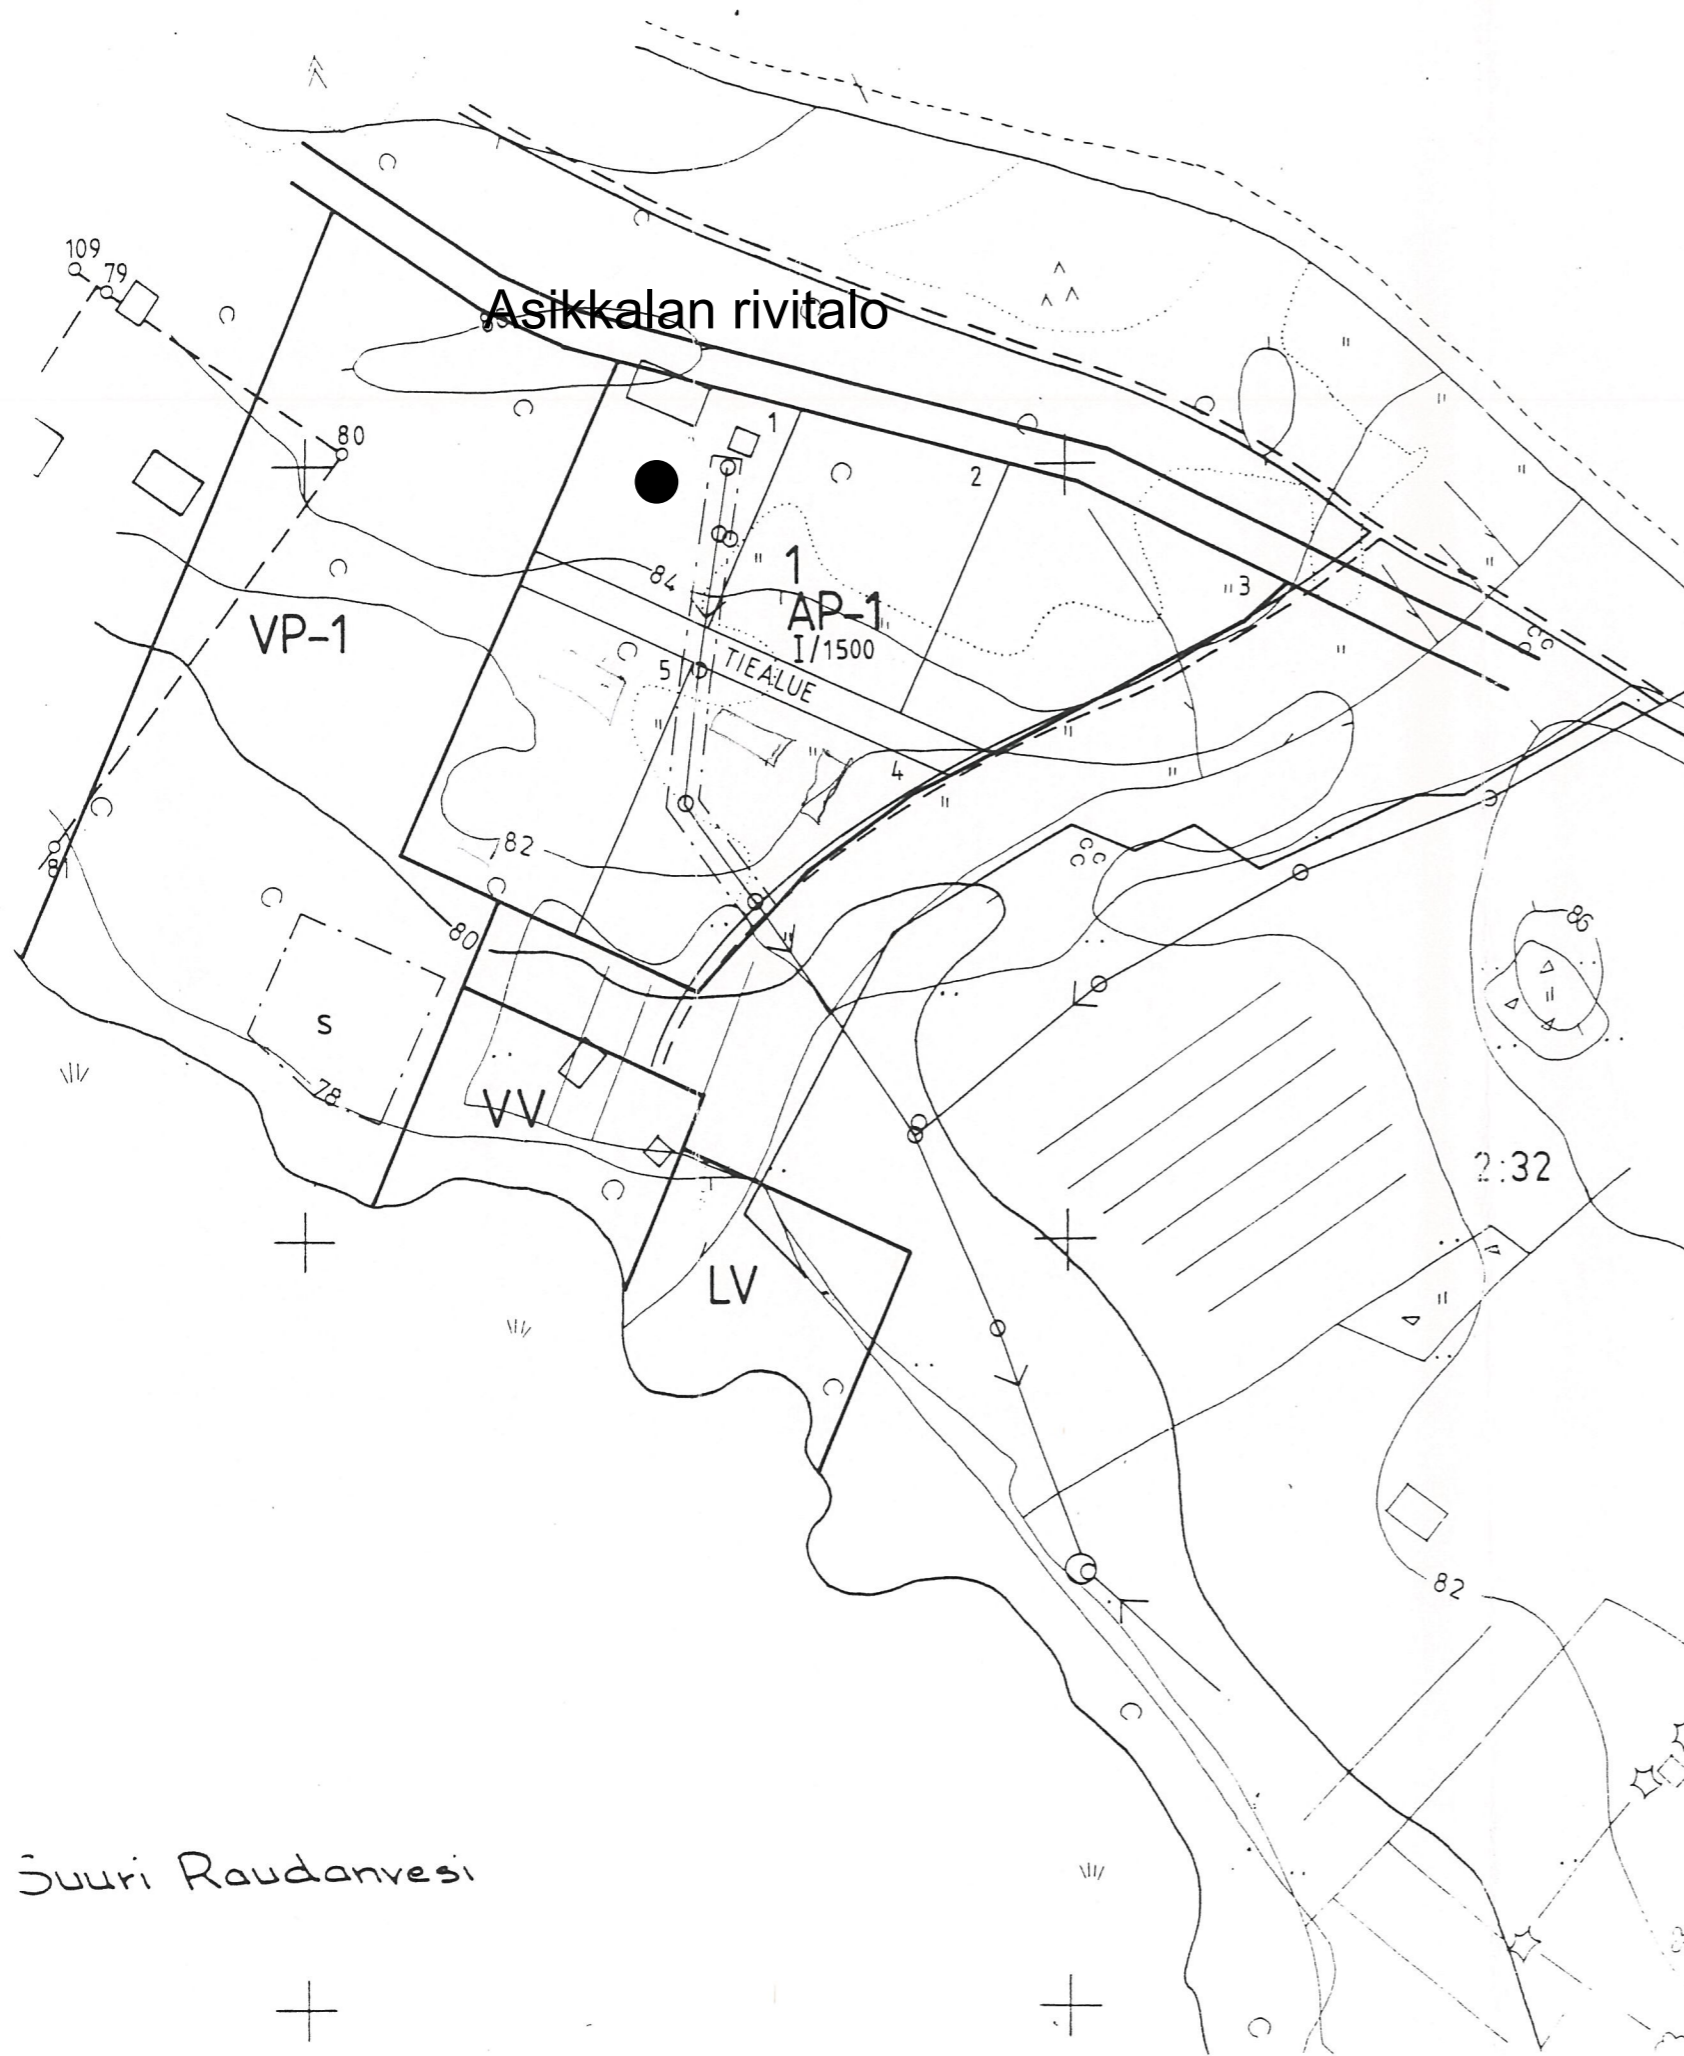 109
79
Asikkalan rivitalo
80
1
2
84
1
3
VP-1
AP-1
I/1500
5
TIEALUE
4
82
81
86
80
s
78
VV
2:32
LV
82
Suuri Raudanvesi